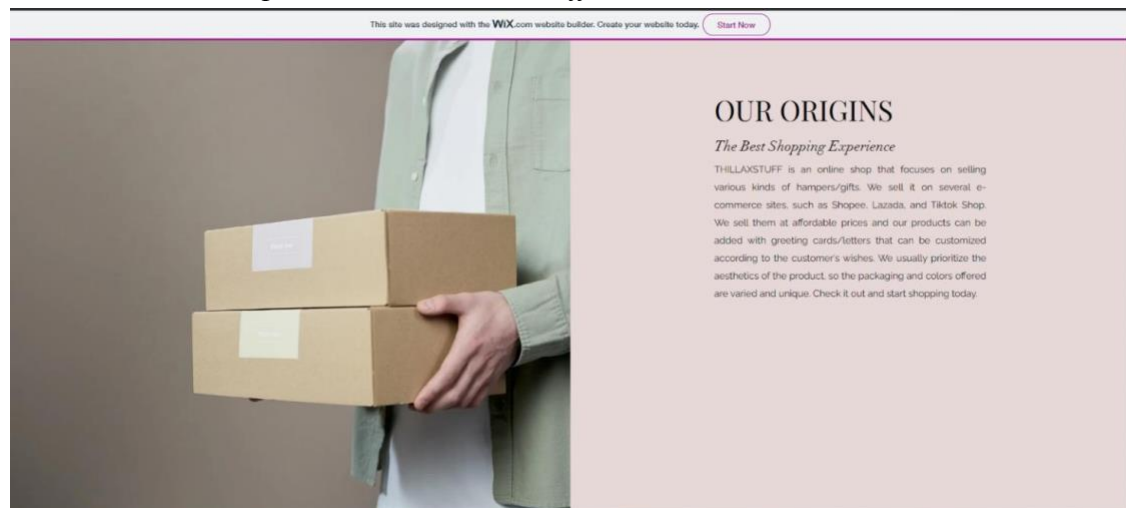 This site was designed with the WiX.com website builder. Create your website today. Start Now
OUR ORIGINS
The Best Shopping Experience
THILLAXSTUFF is an online shop that focuses on selling
various kinds of hampers/gifts. We sell it on several e-
commerce sites, such as Shopee, Lazada, and Tiktok Shop.
We sell them at affordable prices and our products can be
added with greeting cards/letters that can be customized
according to the customer's wishes. We usually prioritize the
aesthetics of the product, so the packaging and colors offered
are varied and unique. Check it out and start shopping today.